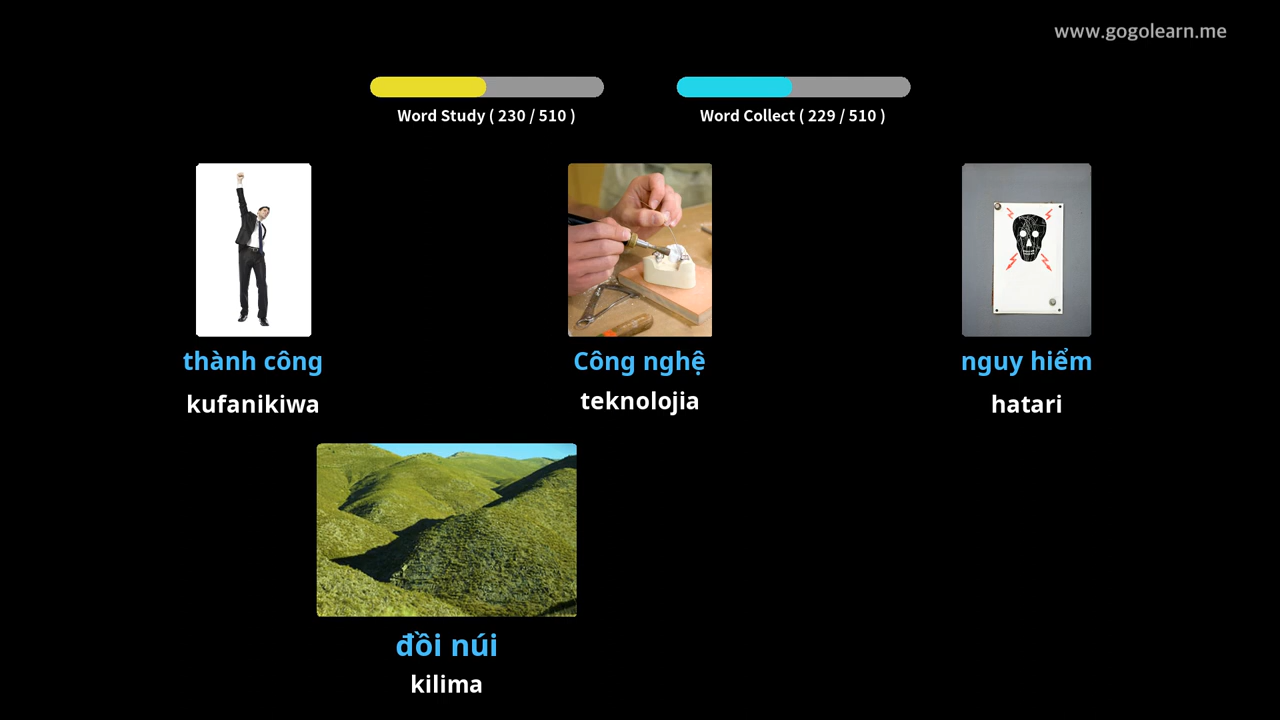 www.gogolearn.me
Word Study ( 230 / 510 )
Word Collect ( 229 / 510 )
thành công
kufanikiwa
Công nghệ
teknolojia
nguy hiểm
hatari
đồi núi
kilima